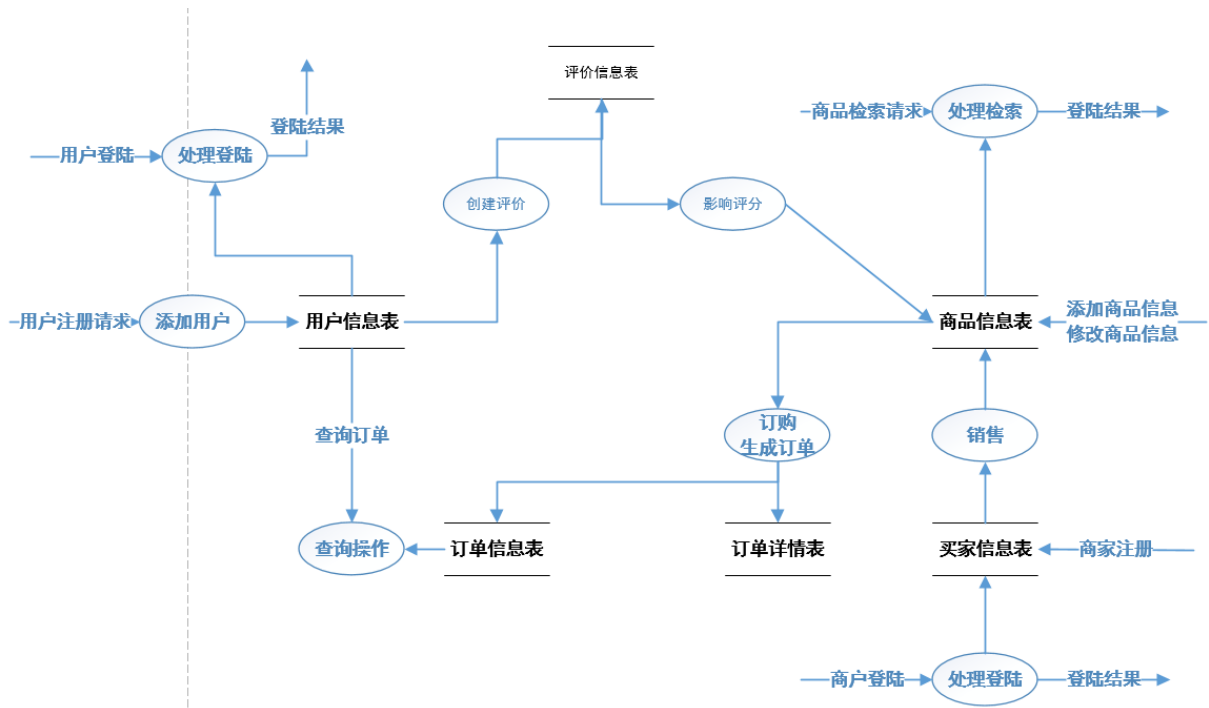 评价信息表
商品检索请求
处理检索
登陆结果
登陆结果
用户登陆
处理登陆
创建评价
影响评分
用户注册请求
添加用户
用户信息表
商品信息表
添加商品信息
修改商品信息
查询订单
订购
生成订单
销售
查询操作
订单信息表
订单详情表
买家信息表
商家注册
商户登陆
处理登陆
登陆结果